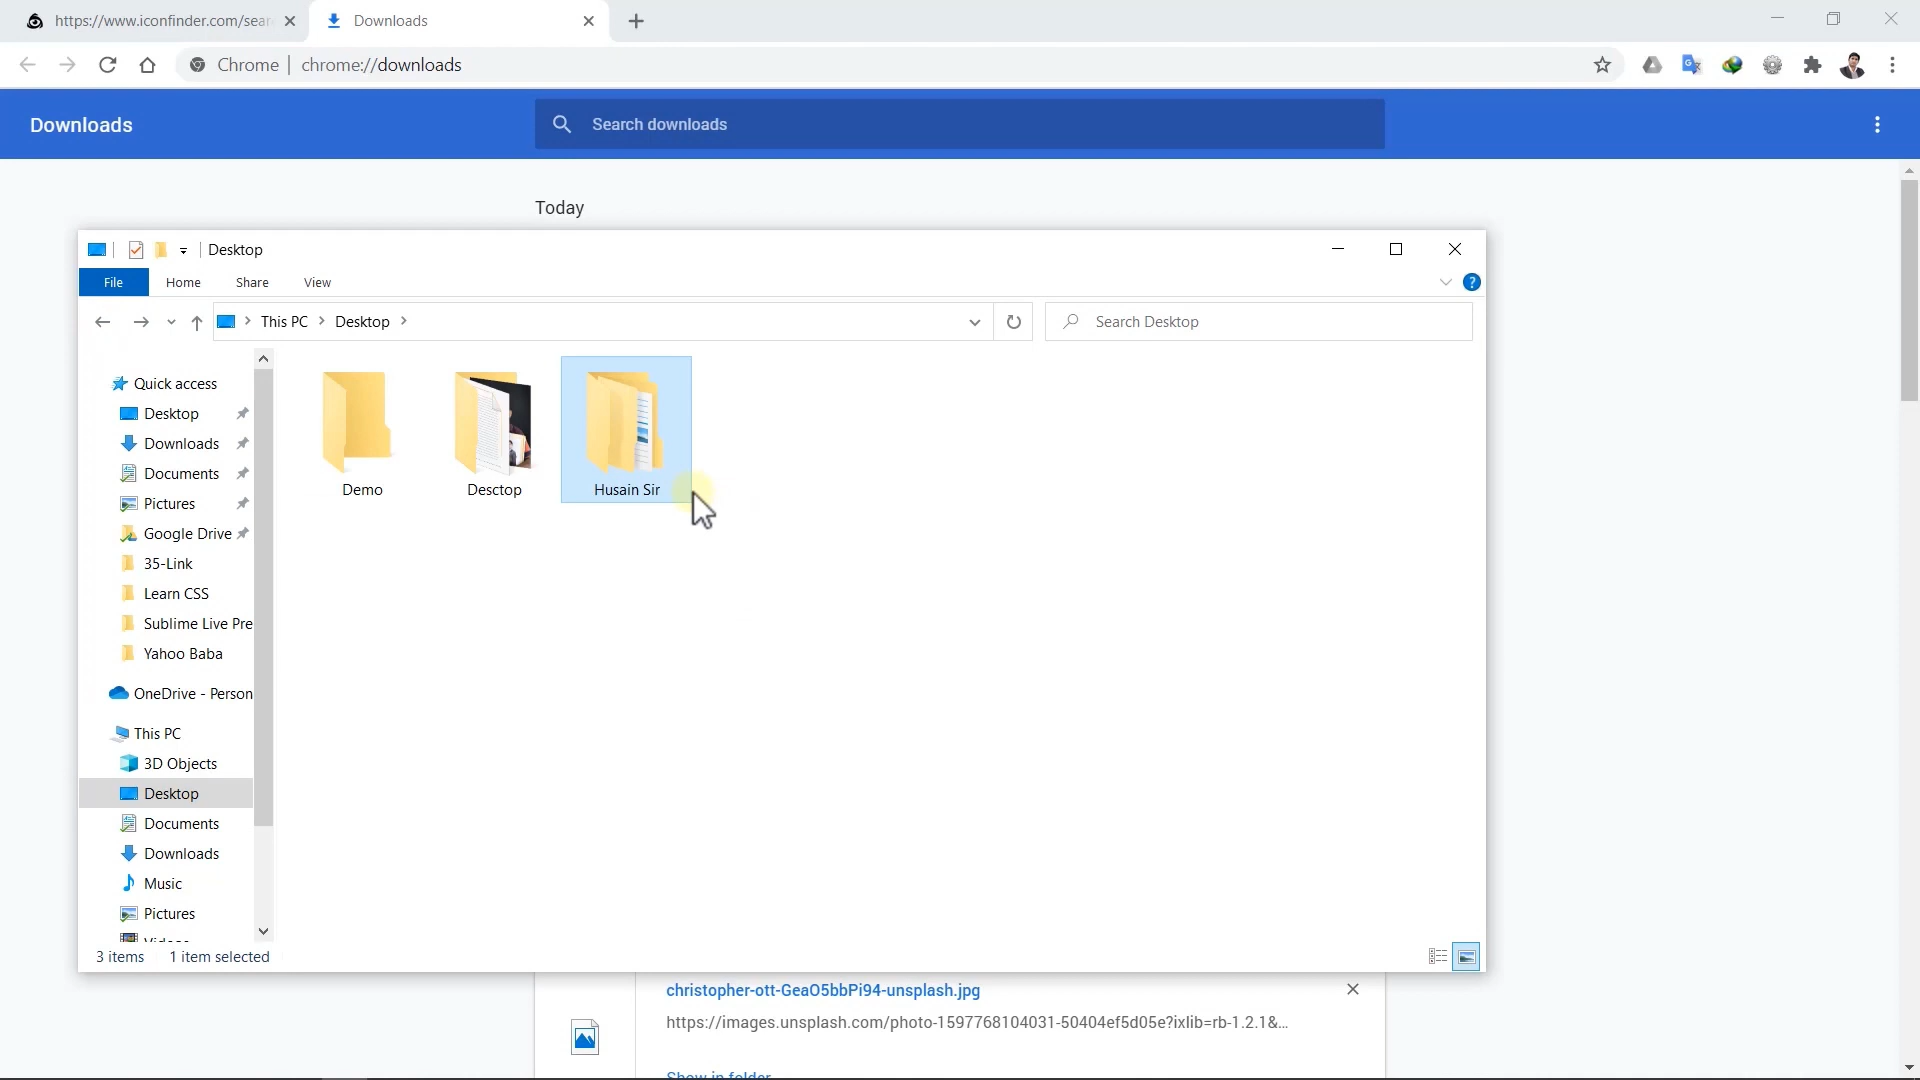 https://www.iconfinder.com/sear
Downloads
Chrome | chrome://downloads
Downloads
Search downloads
Today
Desktop
File Home Share View
This PC > Desktop >
Search Desktop
Quick access
Desktop
Downloads
Documents
Pictures
Google Drive
35-Link
Learn CSS
Sublime Live Pre
Yahoo Baba
OneDrive - Person
This PC
3D Objects
Desktop
Documents
Downloads
Music
Pictures
Videos
Demo
Desctop
Husain Sir
3 items 1 item selected
christopher-ott-GeaO5bbPi94-unsplash.jpg
https://images.unsplash.com/photo-1597768104031-50404ef5d05e?ixlib=rb-1.2.1&...
Show in folder